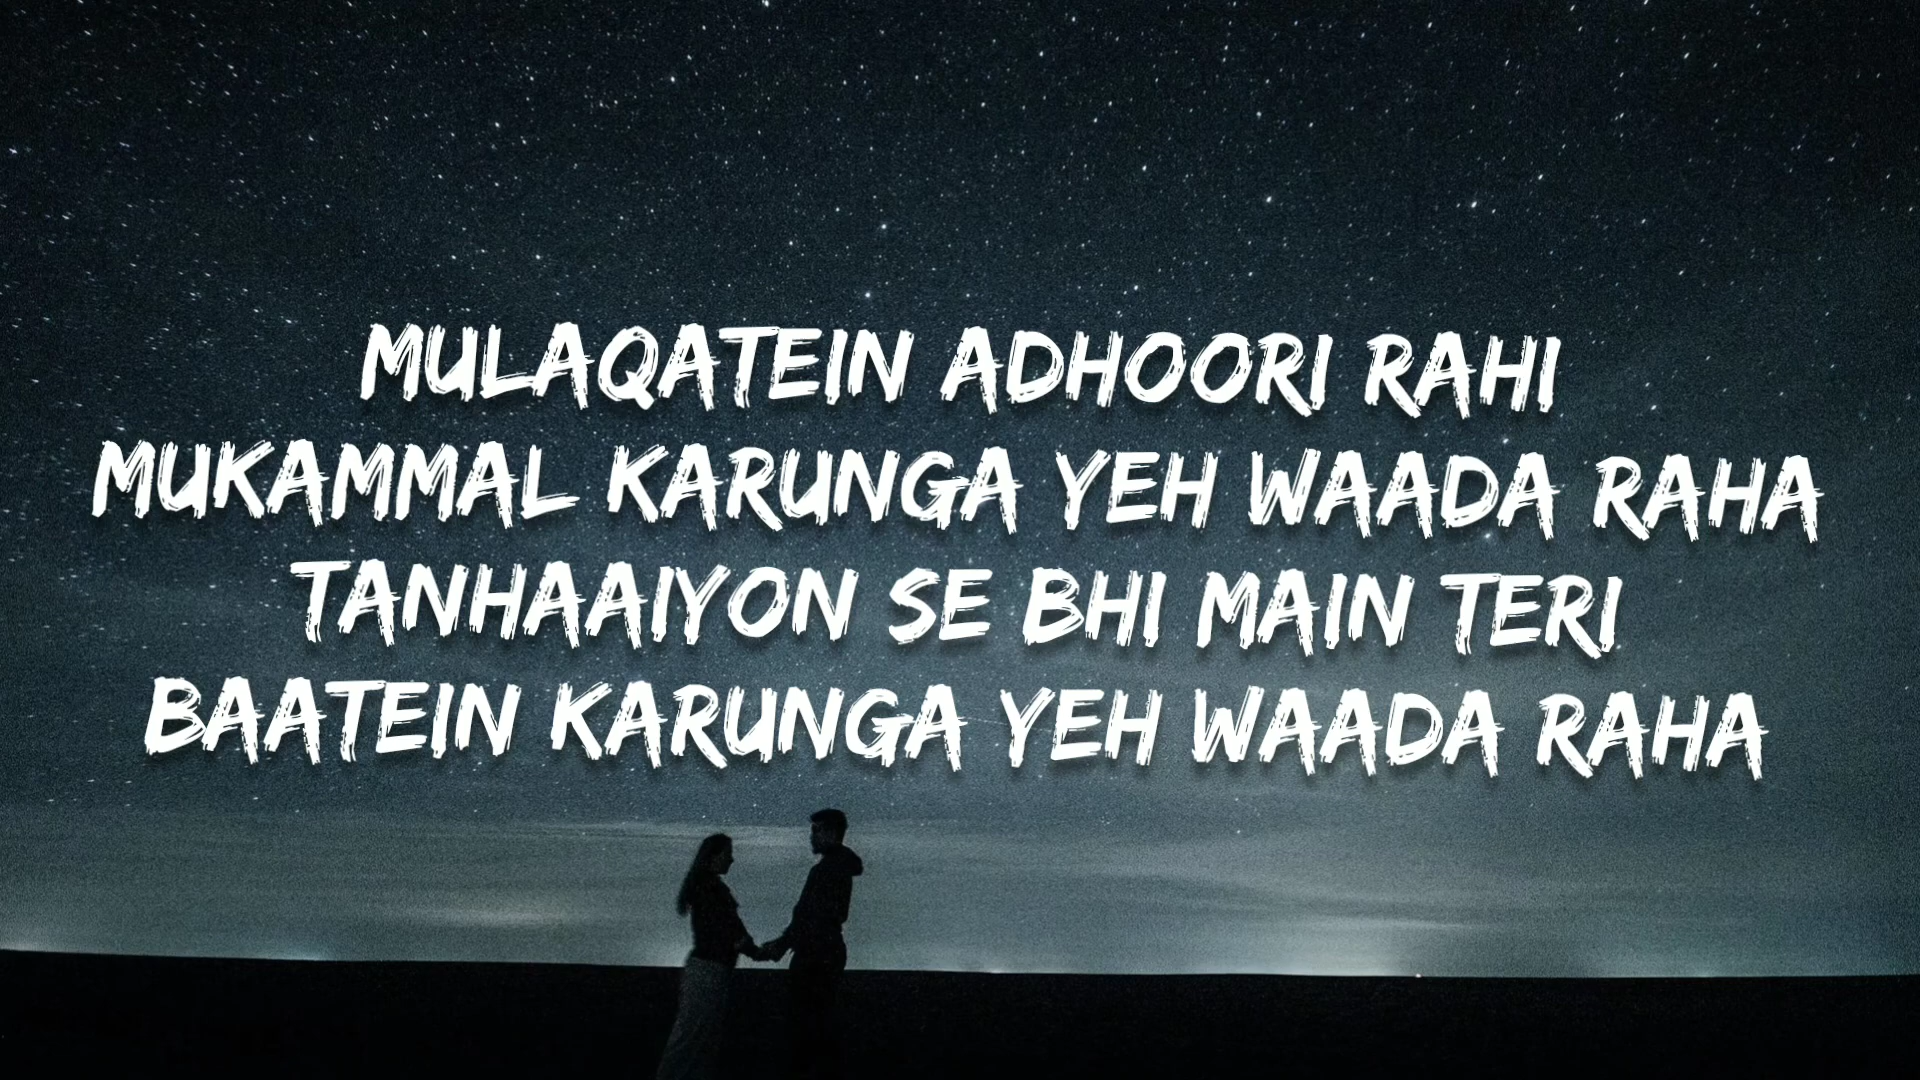 MULAQATEIN ADHOORI RAHI
MUKAMMAL KARUNGA YEH WAADA RAHA
TANHAAIYON SE BHI MAIN TERI
BAATEIN KARUNGA YEH WAADA RAHA